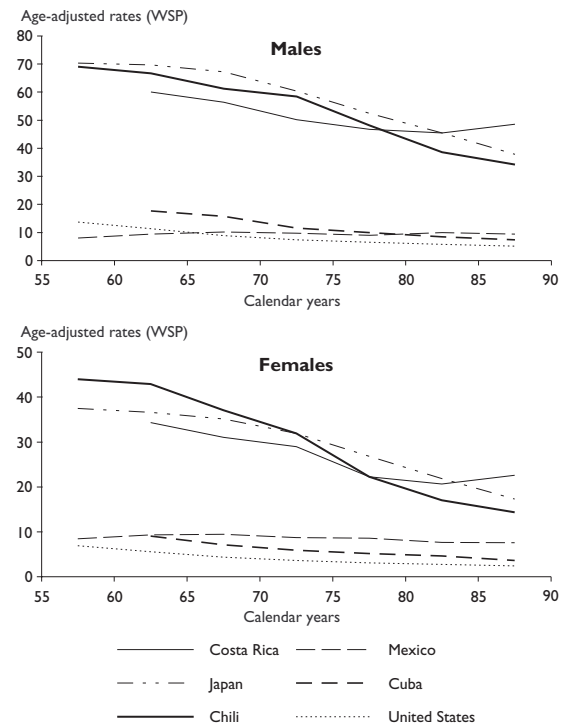 Age-adjusted rates (WSP)
Males
80
70
60
50
40
30
20
10
0
55 60 65 70 75 80 85 90
Calendar years
Age-adjusted rates (WSP)
Females
50
40
30
20
10
0
55 60 65 70 75 80 85 90
Calendar years
Costa Rica Mexico
Japan Cuba
Chili United States